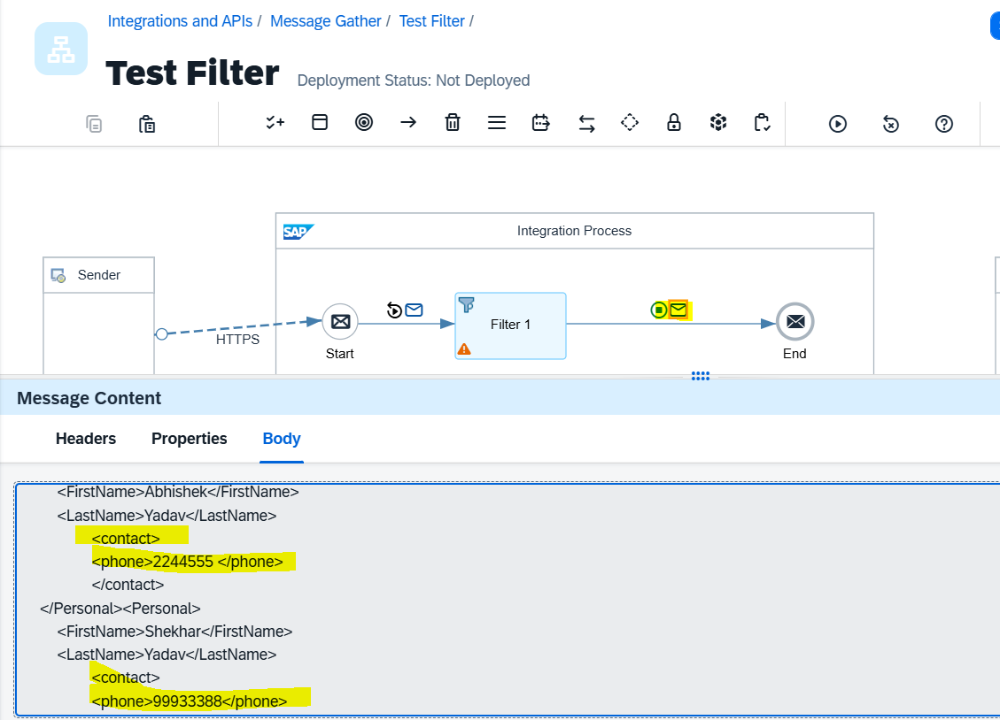 Integrations and APIs / Message Gather / Test Filter /
Test Filter Deployment Status: Not Deployed
SAP Integration Process
Sender
Filter 1
HTTPS
Start
End
Message Content
Headers Properties Body
<FirstName>Abhishek</FirstName>
<LastName>Yadav</LastName>
<contact>
<phone>2244555 </phone>
</contact>
</Personal><Personal>
<FirstName>Shekhar</FirstName>
<LastName>Yadav</LastName>
<contact>
<phone>99933388</phone>